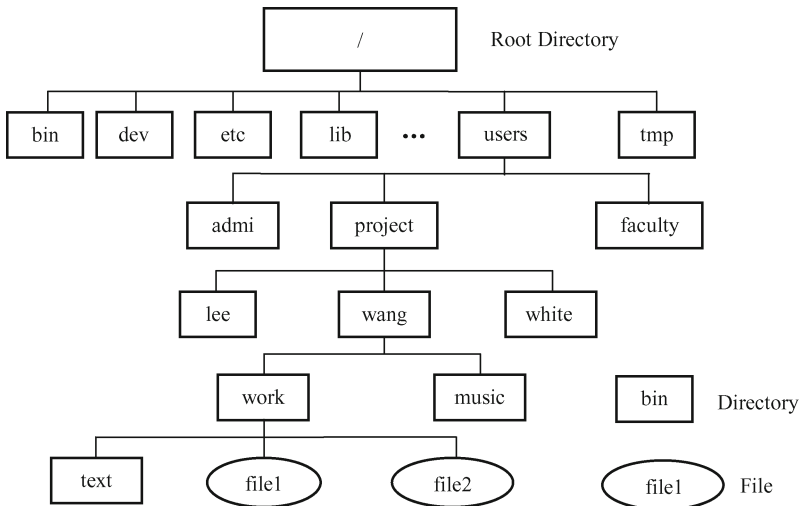 /
Root Directory
bin
dev
etc
lib
...
users
tmp
admi
project
faculty
lee
wang
white
work
music
bin
Directory
text
file1
file2
file1
File